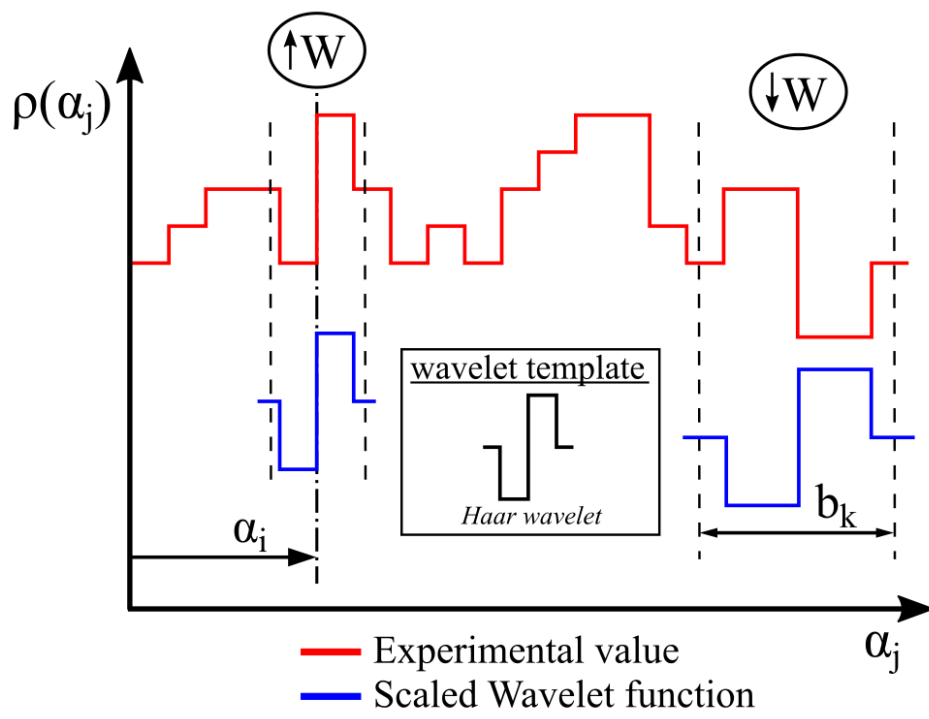 ↑W
↓W
ρ(αⱼ)
wavelet template
Haar wavelet
bₖ
αᵢ
αⱼ
Experimental value
Scaled Wavelet function